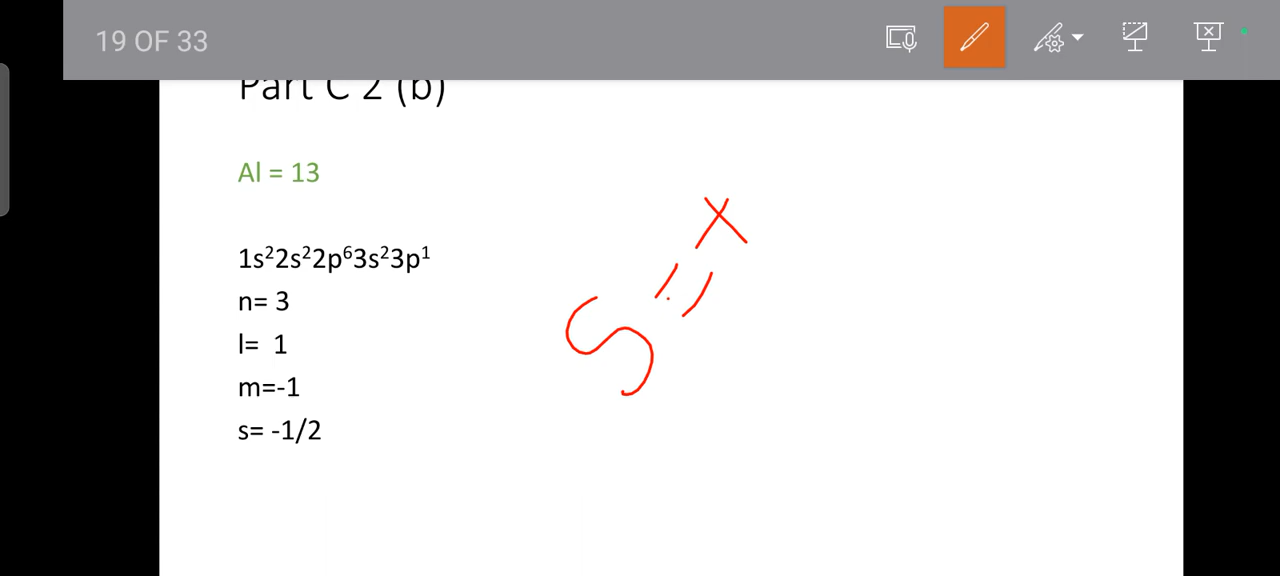 19 OF 33
Part C 2 (b)
Al = 13
1s²2s²2p⁶3s²3p¹
n= 3
l= 1
m=-1
s= -1/2
S = +